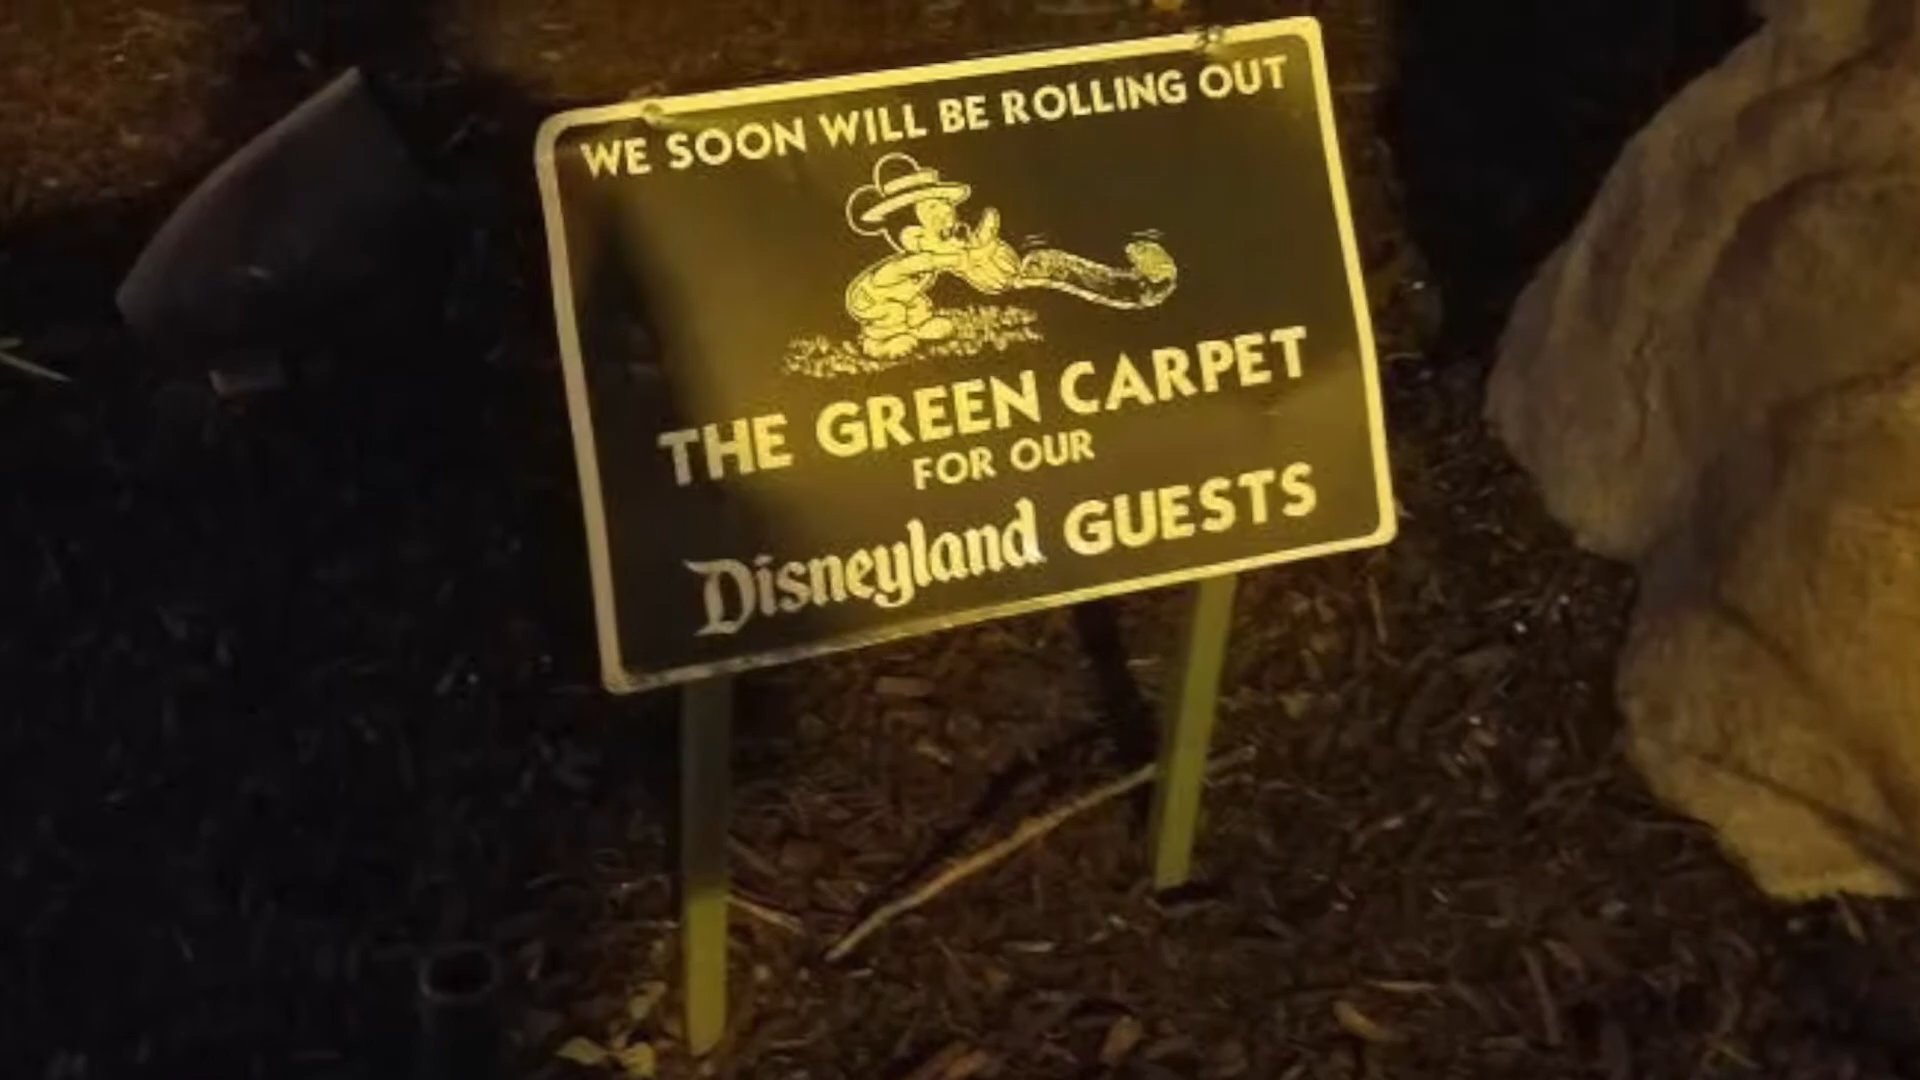 WE SOON WILL BE ROLLING OUT
THE GREEN CARPET
FOR OUR
Disneyland GUESTS